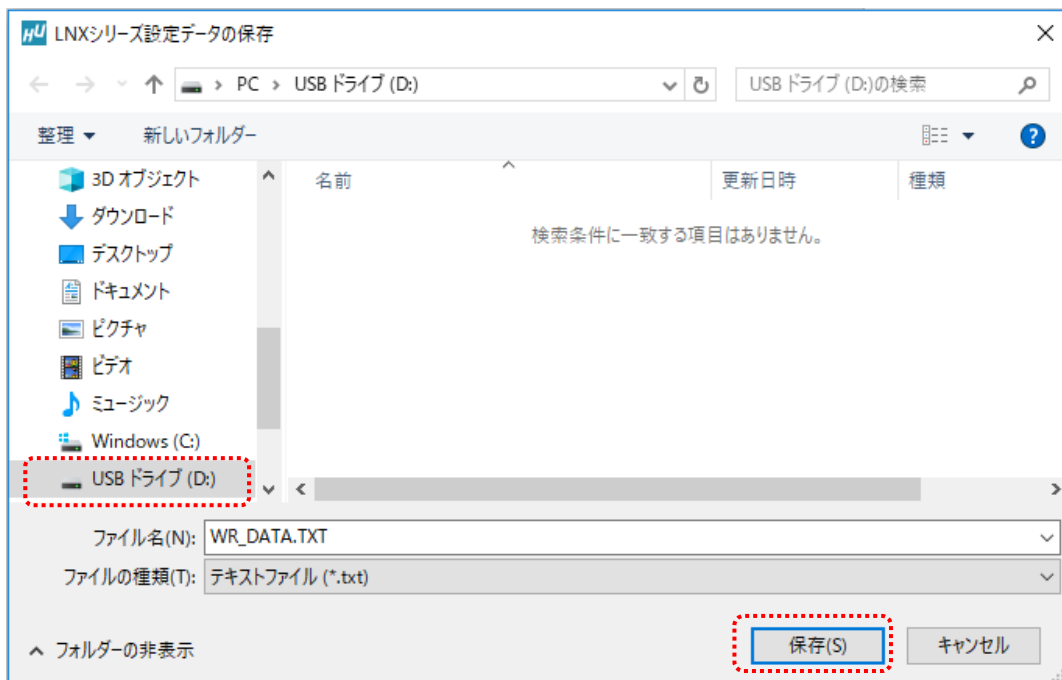 HU LNXシリーズ設定データの保存
PC › USB ドライブ (D:)
USB ドライブ (D:)の検索
整理 新しいフォルダー
?
名前 更新日時 種類
検索条件に一致する項目はありません。
3D オブジェクト
ダウンロード
デスクトップ
ドキュメント
ピクチャ
ビデオ
ミュージック
Windows (C:)
USB ドライブ (D:)
ファイル名(N): WR_DATA.TXT
ファイルの種類(T): テキストファイル (*.txt)
フォルダーの非表示
保存(S) キャンセル